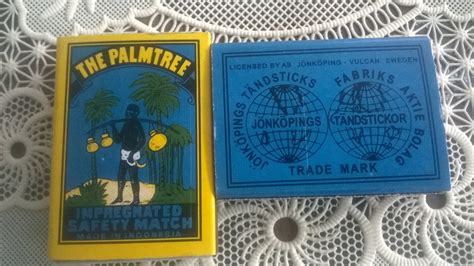 THE PALMTREE
IMPREGNATED
SAFETY MATCH
MADE IN INDONESIA
LICENSED BY AB JÖNKÖPING - VULCAN SWEDEN
JÖNKÖPINGS TÄNDSTICKS
FABRIKS AKTIE BOLAG
JÖNKÖPINGS
TÄNDSTICKOR
TRADE MARK